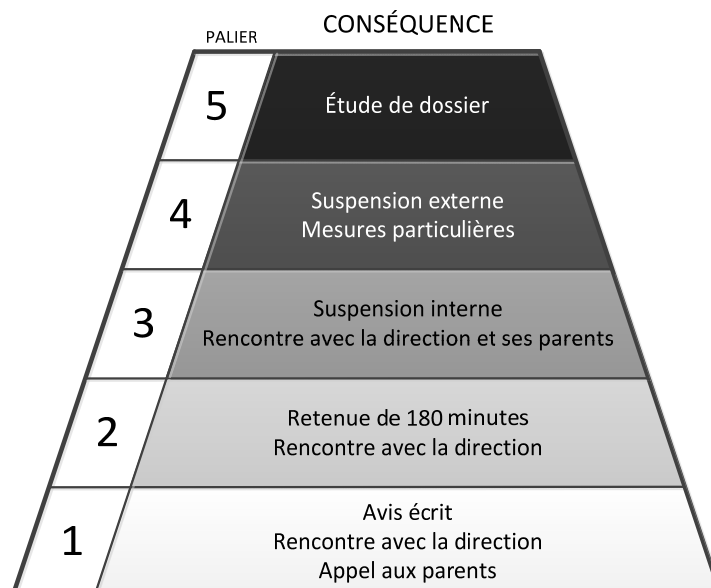 PALIER
CONSÉQUENCE
5
Étude de dossier
4
Suspension externe
Mesures particulières
3
Suspension interne
Rencontre avec la direction et ses parents
2
Retenue de 180 minutes
Rencontre avec la direction
1
Avis écrit
Rencontre avec la direction
Appel aux parents